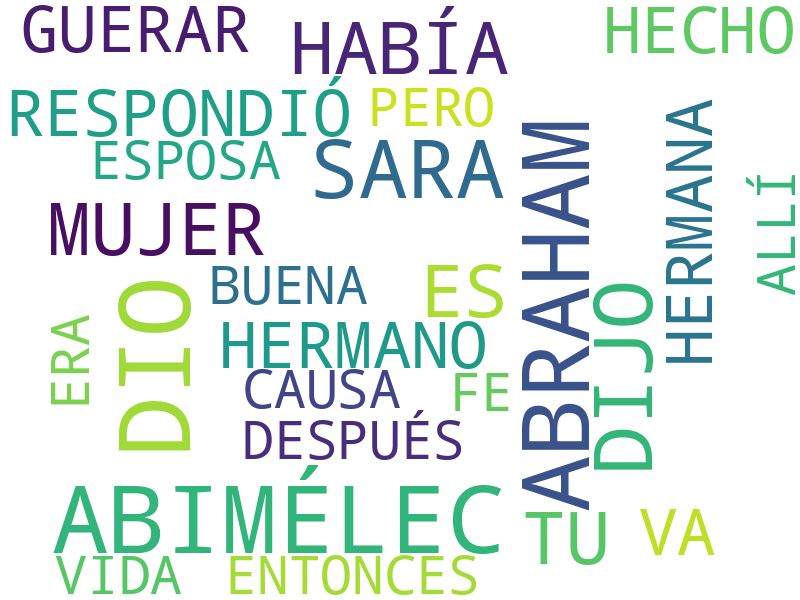 GUERAR
HABÍA
HECHO
RESPONDIÓ
PERO
ESPOSA
SARA
ABRAHAM
HERMANA
ALLÍ
MUJER
BUENA
ES
DIO
DIJO
ERA
HERMANO
CAUSA
FE
DESPUÉS
ABIMÉLEC
TU
VA
VIDA
ENTONCES